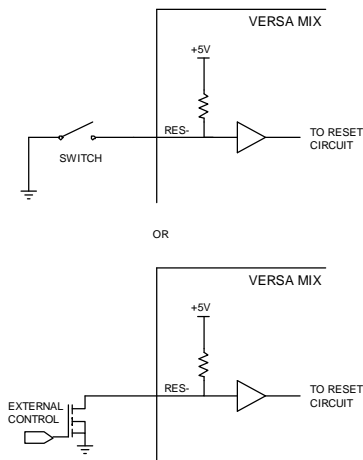 VERSA MIX
+5V
RES-
TO RESET
CIRCUIT
SWITCH
OR
VERSA MIX
+5V
RES-
TO RESET
CIRCUIT
EXTERNAL
CONTROL